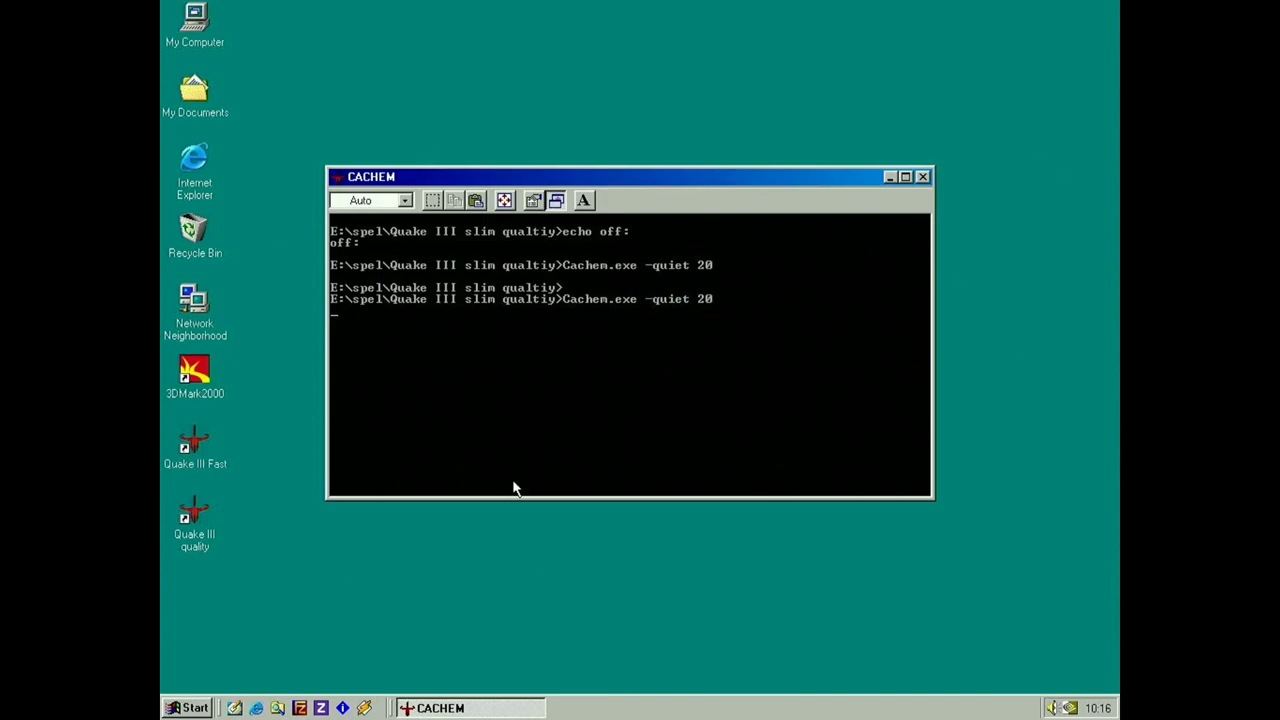 My Computer
My Documents
Internet
Explorer
Recycle Bin
Network
Neighborhood
3DMark2000
Quake III Fast
Quake III
quality
CACHEM
Auto
A
E:\spel\Quake III slim qualtiy>echo off:
off:
E:\spel\Quake III slim qualtiy>Cachem.exe -quiet 20
E:\spel\Quake III slim qualtiy>
E:\spel\Quake III slim qualtiy>Cachem.exe -quiet 20
_
Start
CACHEM
10:16